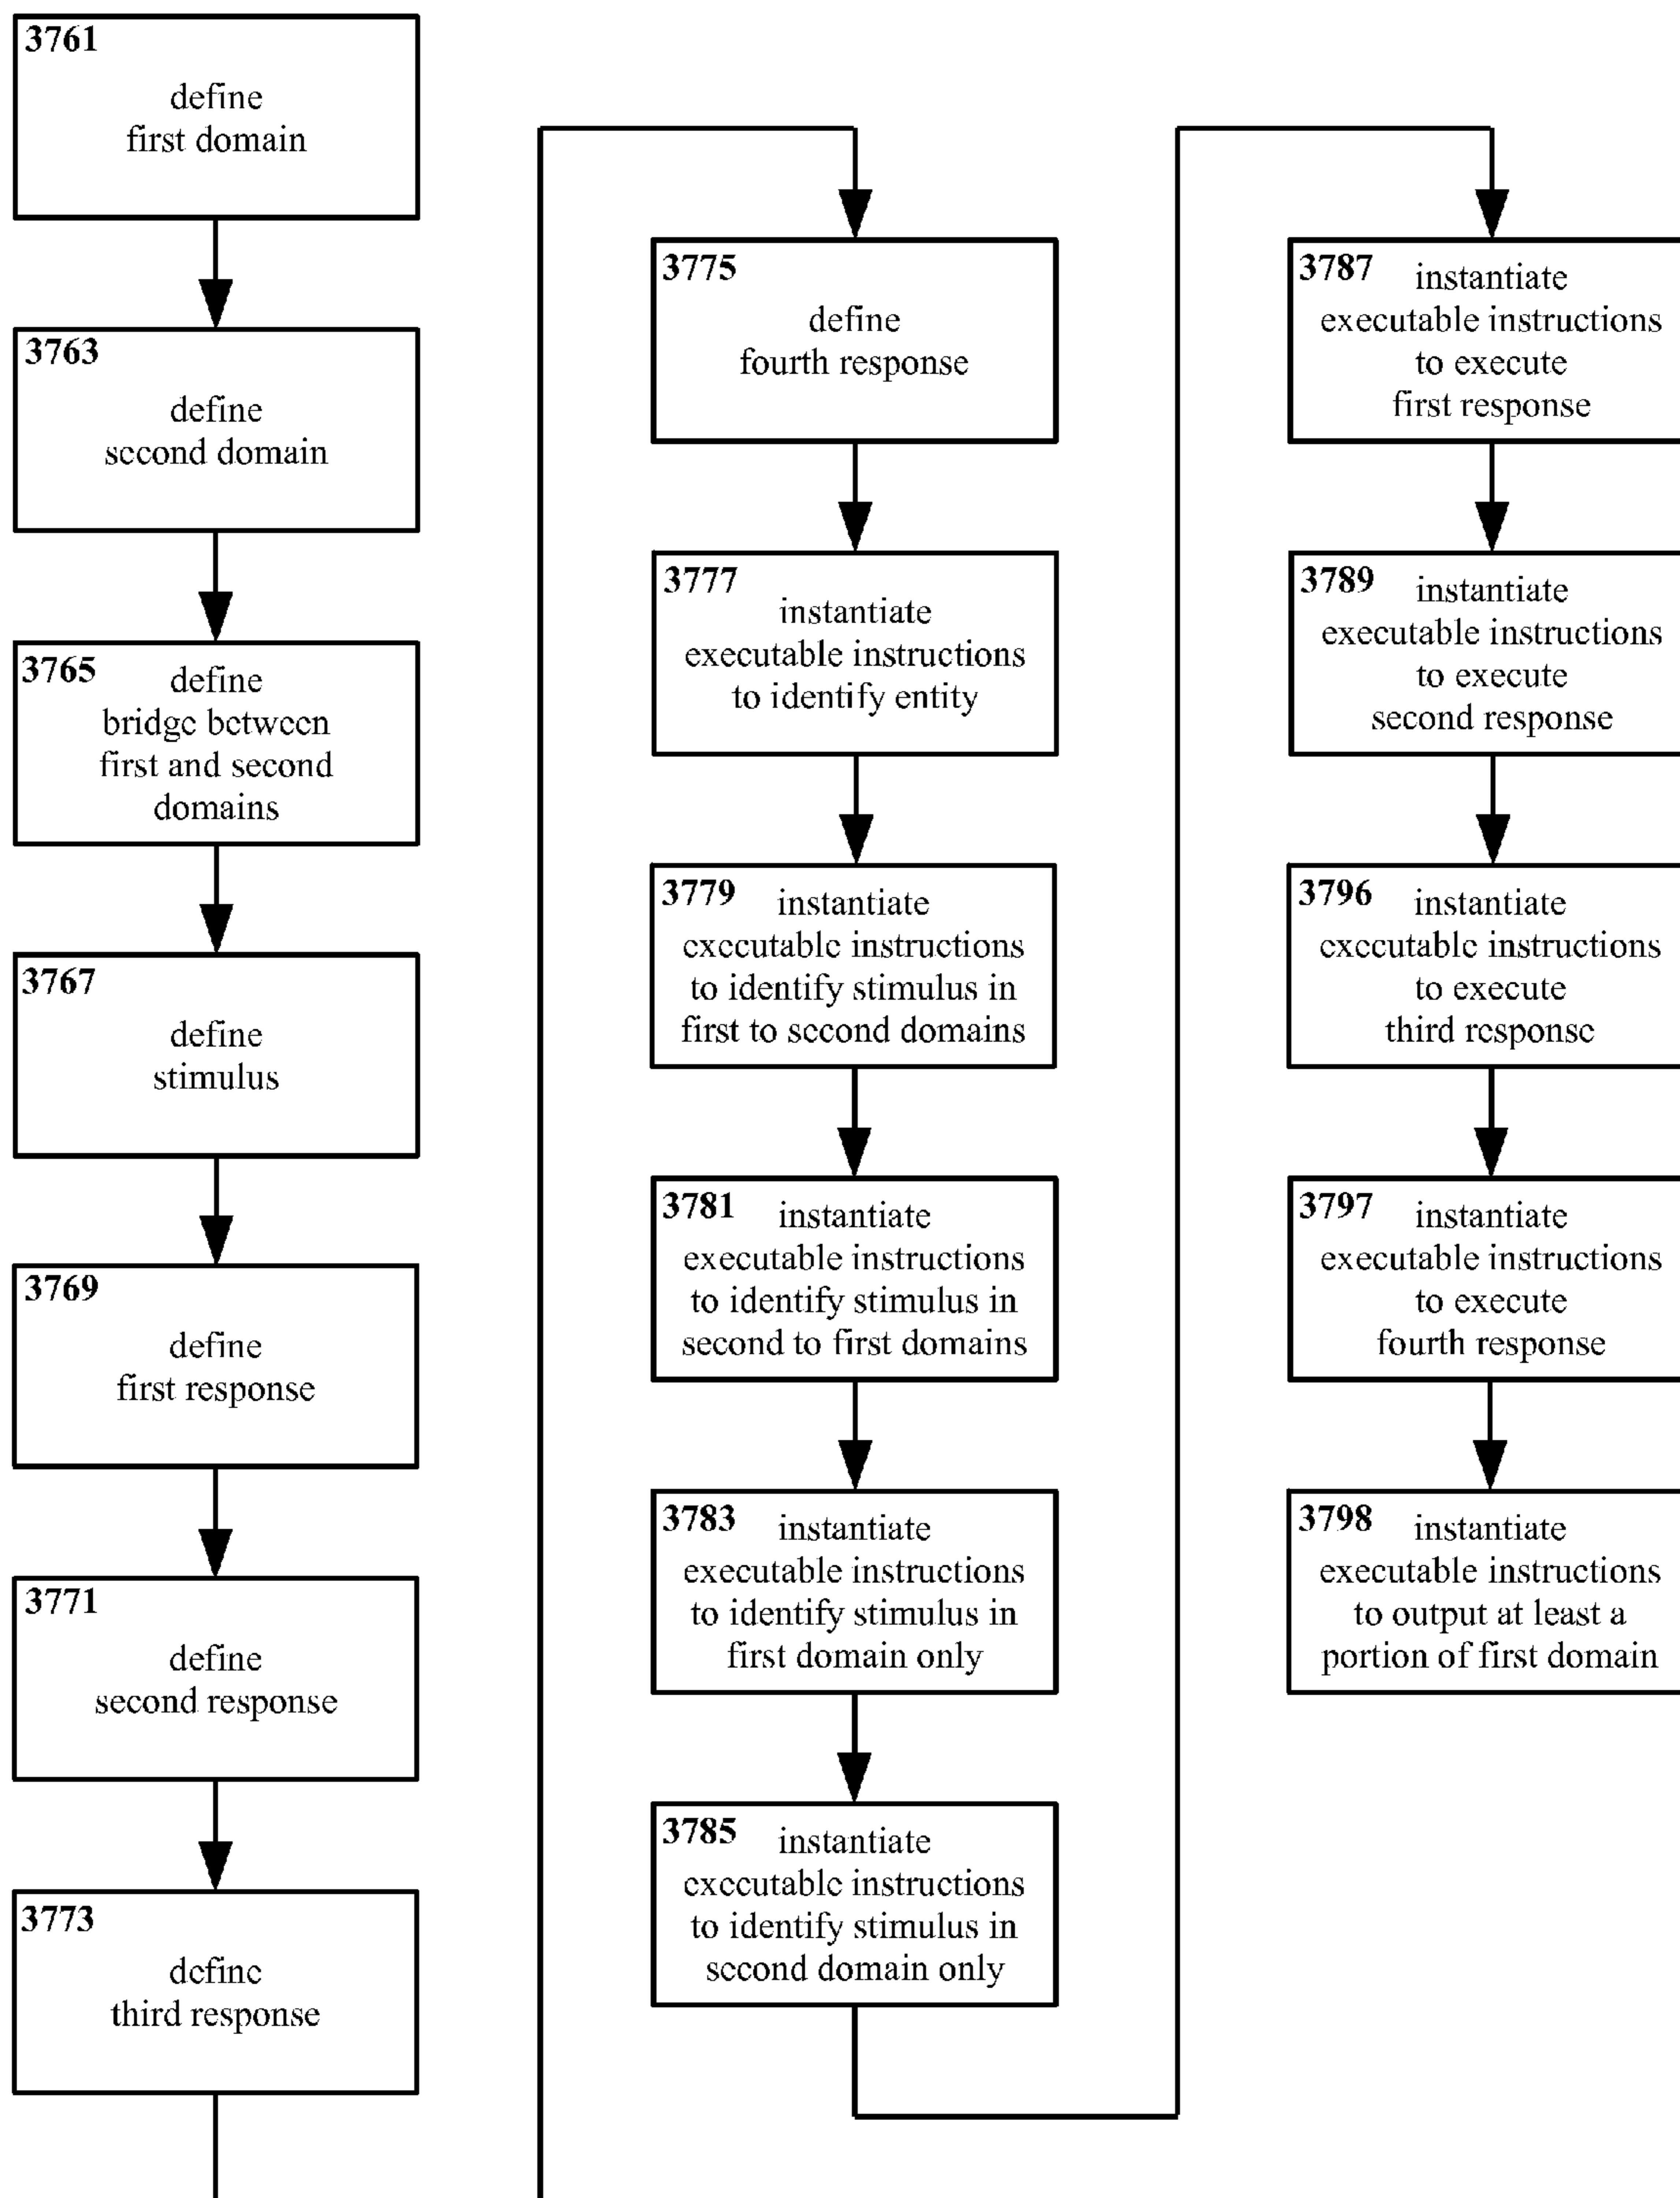 3761
define
first domain
3763
define
second domain
3765
define
bridge between
first and second
domains
3767
define
stimulus
3769
define
first response
3771
define
second response
3773
define
third response
3775
define
fourth response
3777
instantiate
executable instructions
to identify entity
3779
instantiate
executable instructions
to identify stimulus in
first to second domains
3781
instantiate
executable instructions
to identify stimulus in
second to first domains
3783
instantiate
executable instructions
to identify stimulus in
first domain only
3785
instantiate
executable instructions
to identify stimulus in
second domain only
3787
instantiate
executable instructions
to execute
first response
3789
instantiate
executable instructions
to execute
second response
3796
instantiate
executable instructions
to execute
third response
3797
instantiate
executable instructions
to execute
fourth response
3798
instantiate
executable instructions
to output at least a
portion of first domain